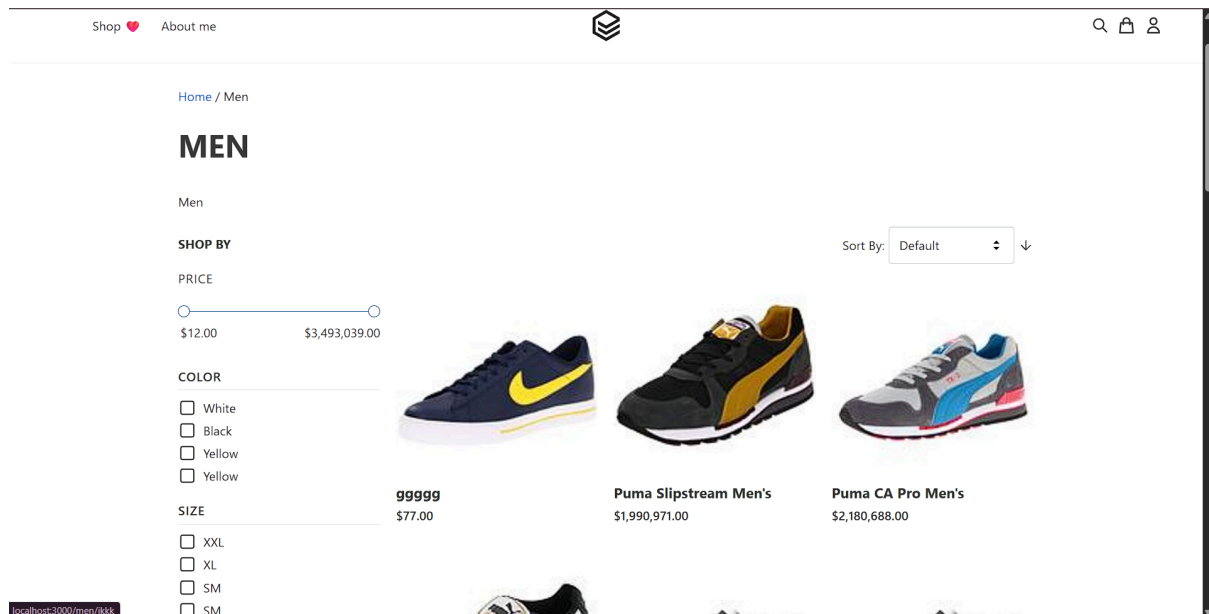 Shop ❤ About me
Home / Men
MEN
Men
SHOP BY
Sort By: Default
PRICE
$12.00 $3,493,039.00
COLOR
White
Black
Yellow
Yellow
SIZE
XXL
XL
SM
SM
ggggg
$77.00
Puma Slipstream Men's
$1,990,971.00
Puma CA Pro Men's
$2,180,688.00
localhost:3000/men/jkkk